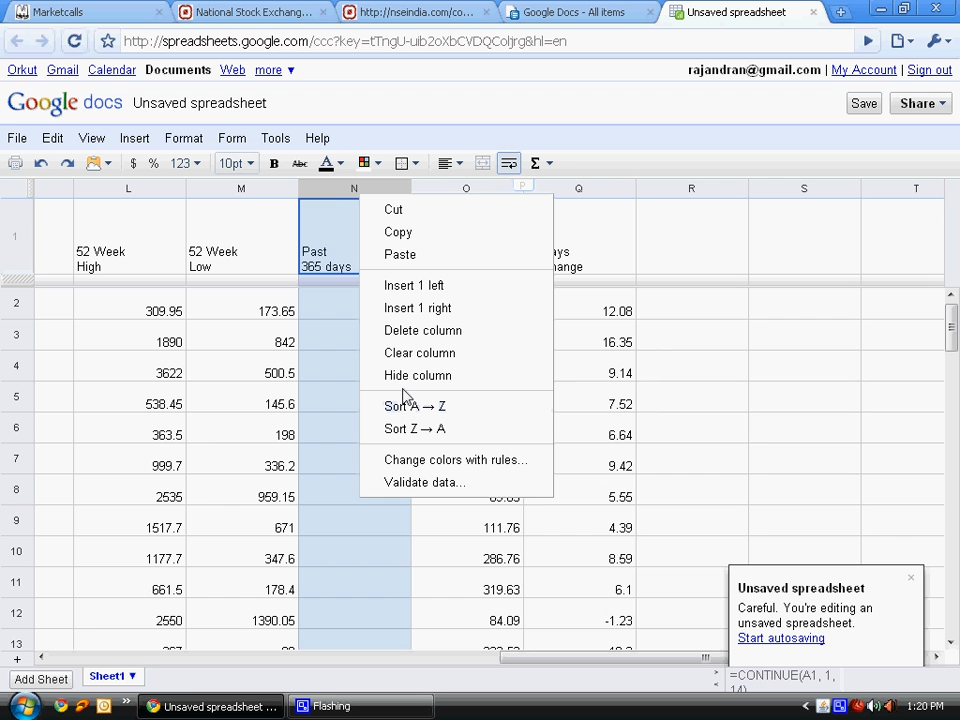 Marketcalls
National Stock Exchang...
http://nseindia.com/co...
Google Docs - All items
Unsaved spreadsheet
http://spreadsheets.google.com/ccc?key=tTngU-uib2oXbCVDQColjrg&hl=en
Orkut Gmail Calendar Documents Web more ▼
rajandran@gmail.com | My Account | Sign out
Google docs Unsaved spreadsheet
Save
Share
File Edit View Insert Format Form Tools Help
$ % 123 10pt B Abc A Σ
L M N O P Q R S T
1
52 Week
High
52 Week
Low
Past
365 days
ays
nge
2 309.95 173.65 12.08
3 1890 842 16.35
4 3622 500.5 9.14
5 538.45 145.6 7.52
6 363.5 198 6.64
7 999.7 336.2 9.42
8 2535 959.15 5.55
9 1517.7 671 111.76 4.39
10 1177.7 347.6 286.76 8.59
11 661.5 178.4 319.63 6.1
12 2550 1390.05 84.09 -1.23
13
Cut
Copy
Paste
Insert 1 left
Insert 1 right
Delete column
Clear column
Hide column
Sort A → Z
Sort Z → A
Change colors with rules...
Validate data...
Unsaved spreadsheet
Careful. You're editing an
unsaved spreadsheet.
Start autosaving
Add Sheet
Sheet1 ▼
=CONTINUE(A1, 1,
14)
Unsaved spreadsheet ...
Flashing
1:20 PM